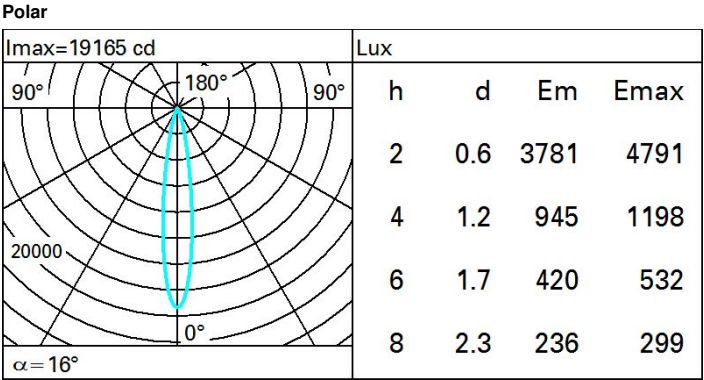 Polar
Imax=19165 cd
Lux
90°
180°
90°
20000
0°
α=16°
h d Em Emax
2 0.6 3781 4791
4 1.2 945 1198
6 1.7 420 532
8 2.3 236 299